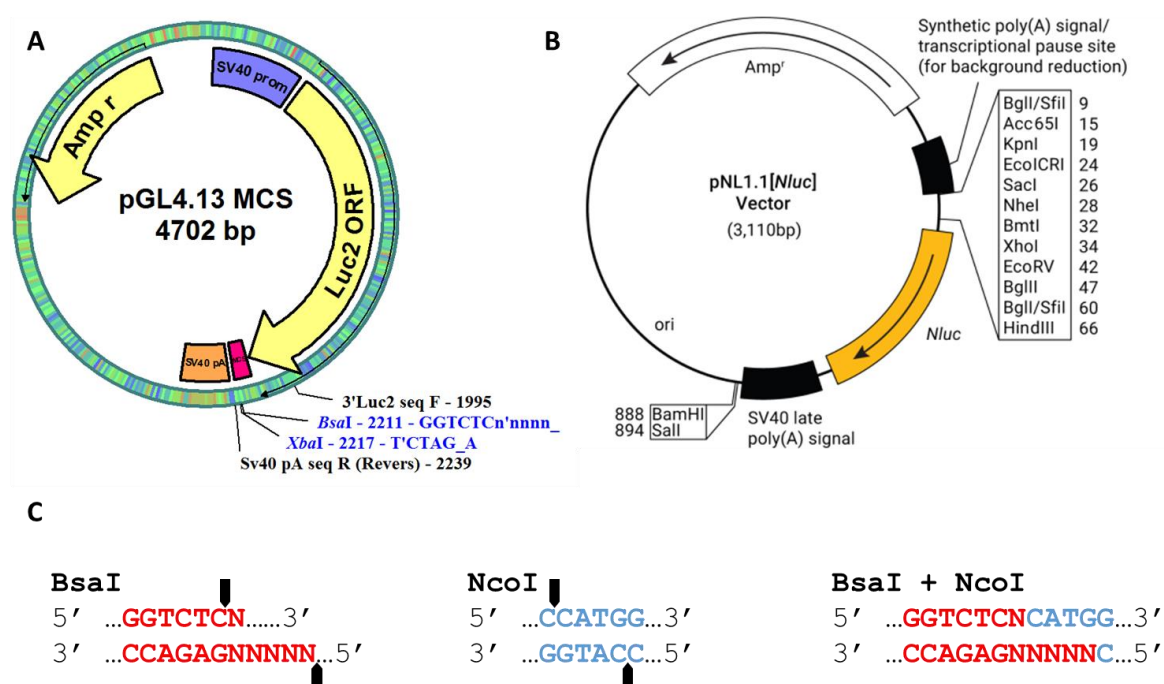 A
Amp r
SV40 prom
Luc2 ORF
pGL4.13 MCS
4702 bp
SV40 pA
3'Luc2 seq F - 1995
BsaI - 2211 - GGTCTCn'nnnn_
XbaI - 2217 - T'CTAG_A
Sv40 pA seq R (Revers) - 2239
B
Ampʳ
Synthetic poly(A) signal/
transcriptional pause site
(for background reduction)
pNL1.1[Nluc]
Vector
(3,110bp)
BglI/SfiI 9
Acc65I 15
KpnI 19
EcoICRI 24
SacI 26
NheI 28
BmtI 32
XhoI 34
EcoRV 42
BglII 47
BglI/SfiI 60
HindIII 66
ori
Nluc
888 BamHI
894 SalI
SV40 late
poly(A) signal
C
BsaI
5′ …GGTCTCN……3′
3′ …CCAGAGNNNNN…5′
NcoI
5′ …CCATGG…3′
3′ …GGTACC…5′
BsaI + NcoI
5′ …GGTCTCNCATGG…3′
3′ …CCAGAGNNNNNC…5′